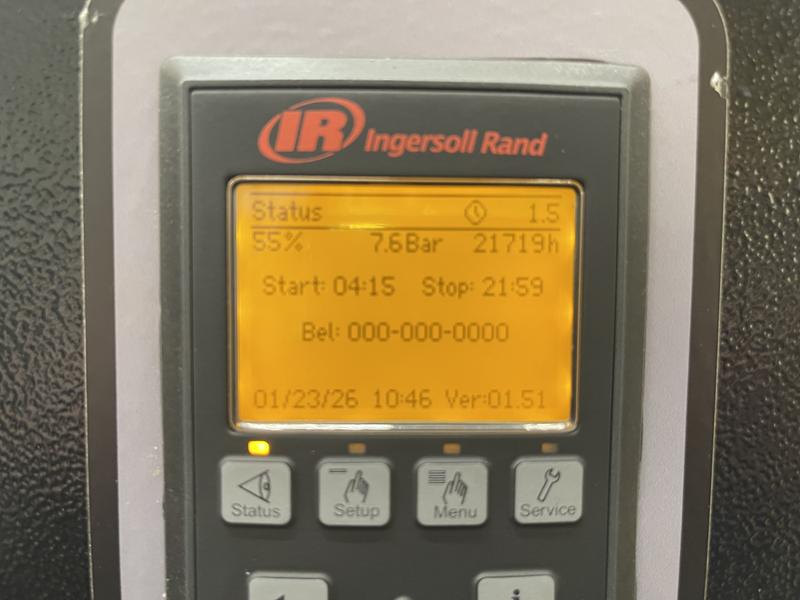 IR Ingersoll Rand
Status 1.5
55% 7.6Bar 21719h
Start: 04:15 Stop: 21:59
Bel: 000-000-0000
01/23/26 10:46 Ver:01.51
Status Setup Menu Service
i